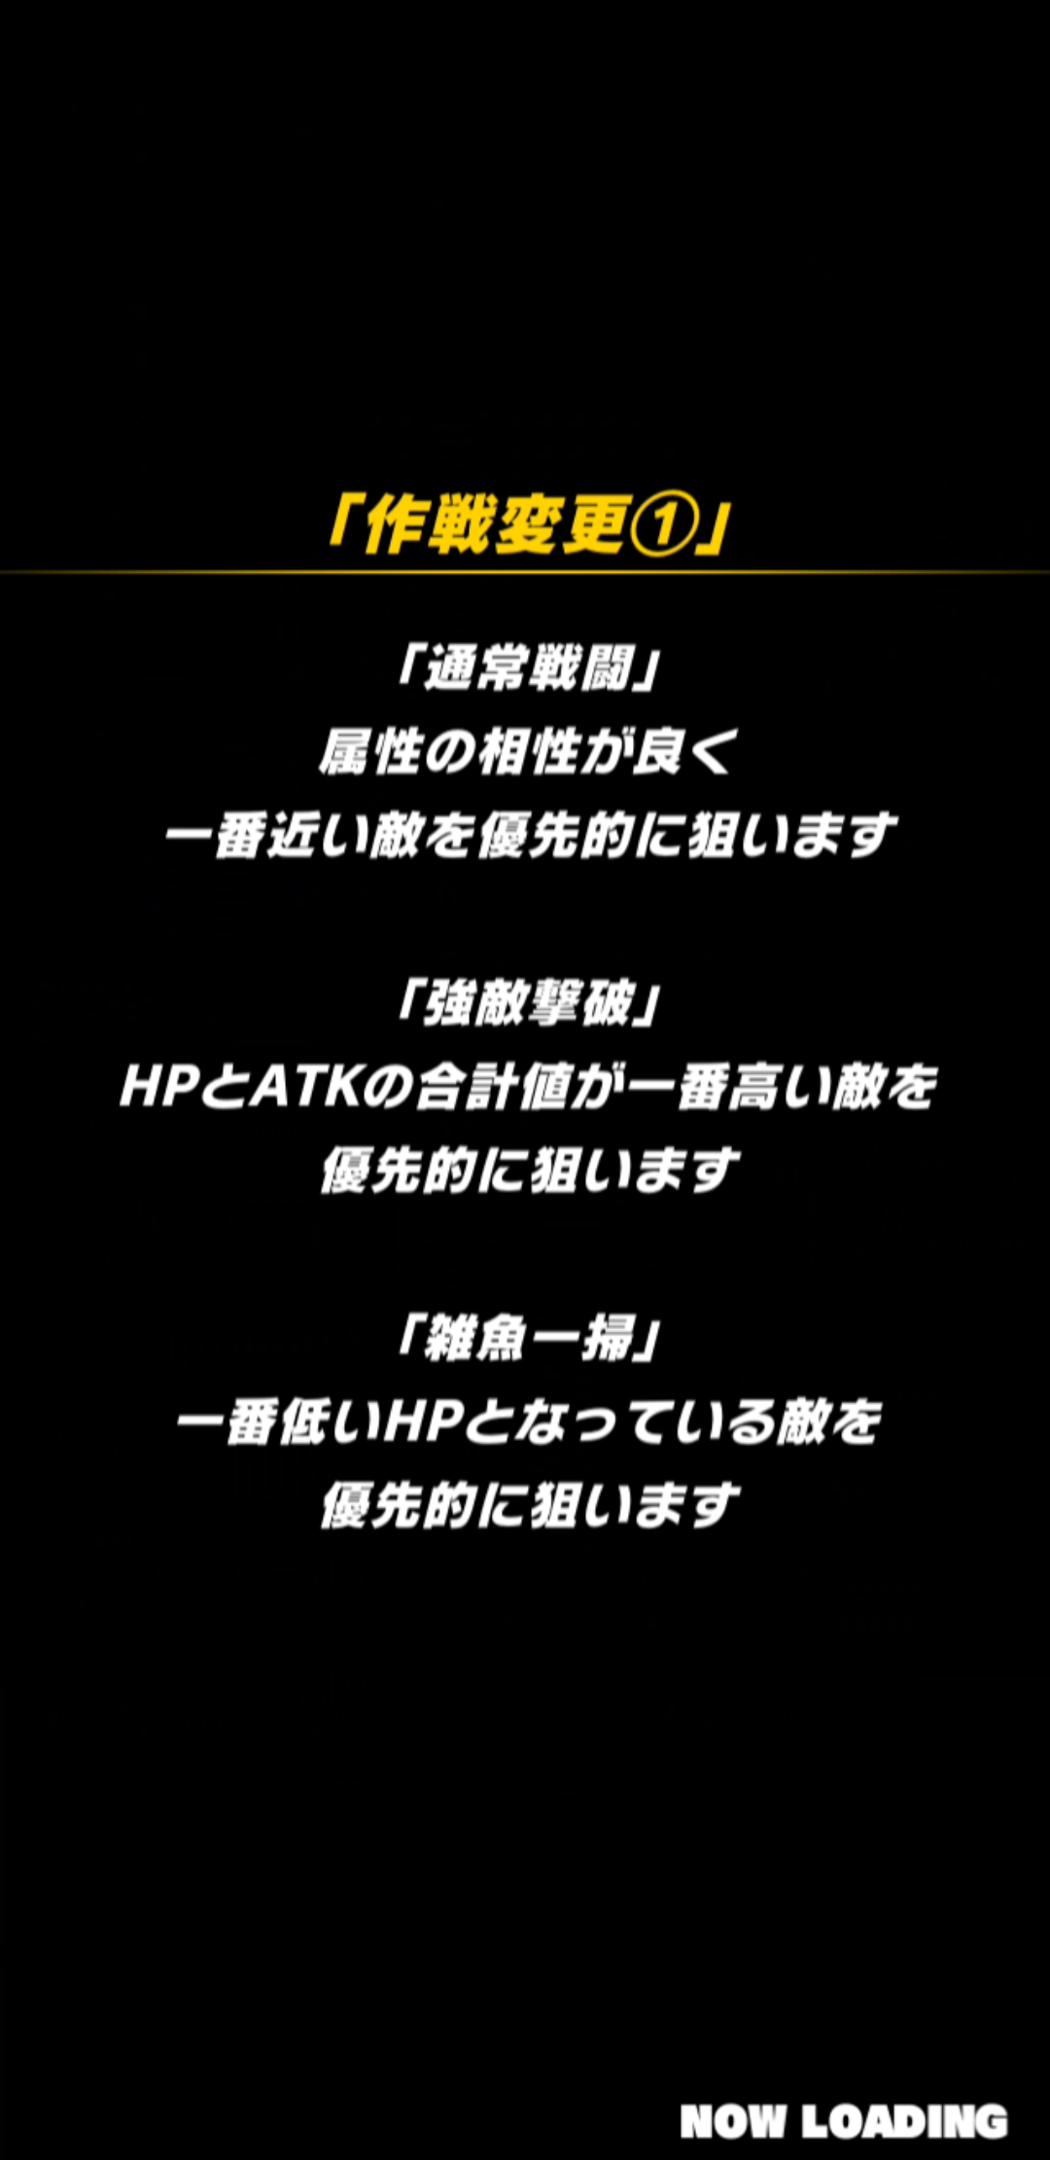 「作戦変更①」
「通常戦闘」
属性の相性が良く
一番近い敵を優先的に狙います
「強敵撃破」
HPとATKの合計値が一番高い敵を
優先的に狙います
「雑魚一掃」
一番低いHPとなっている敵を
優先的に狙います
NOW LOADING